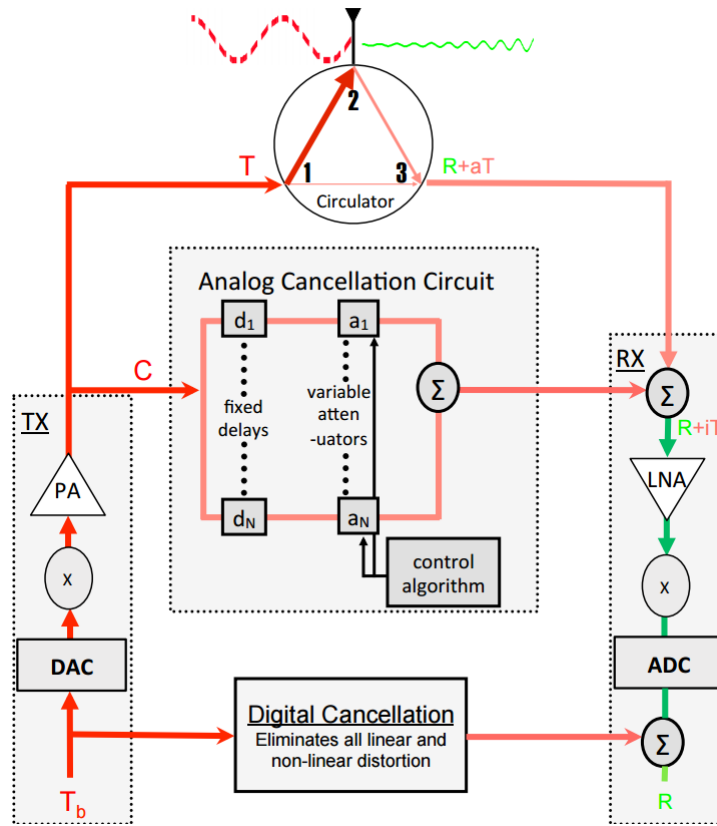 2
T
1
3
R+aT
Circulator
Analog Cancellation Circuit
d1
a1
C
fixed
delays
variable
atten
-uators
Σ
dN
aN
control
algorithm
TX
PA
x
DAC
Tb
RX
Σ
R+iT
LNA
x
ADC
Digital Cancellation
Eliminates all linear and
non-linear distortion
Σ
R